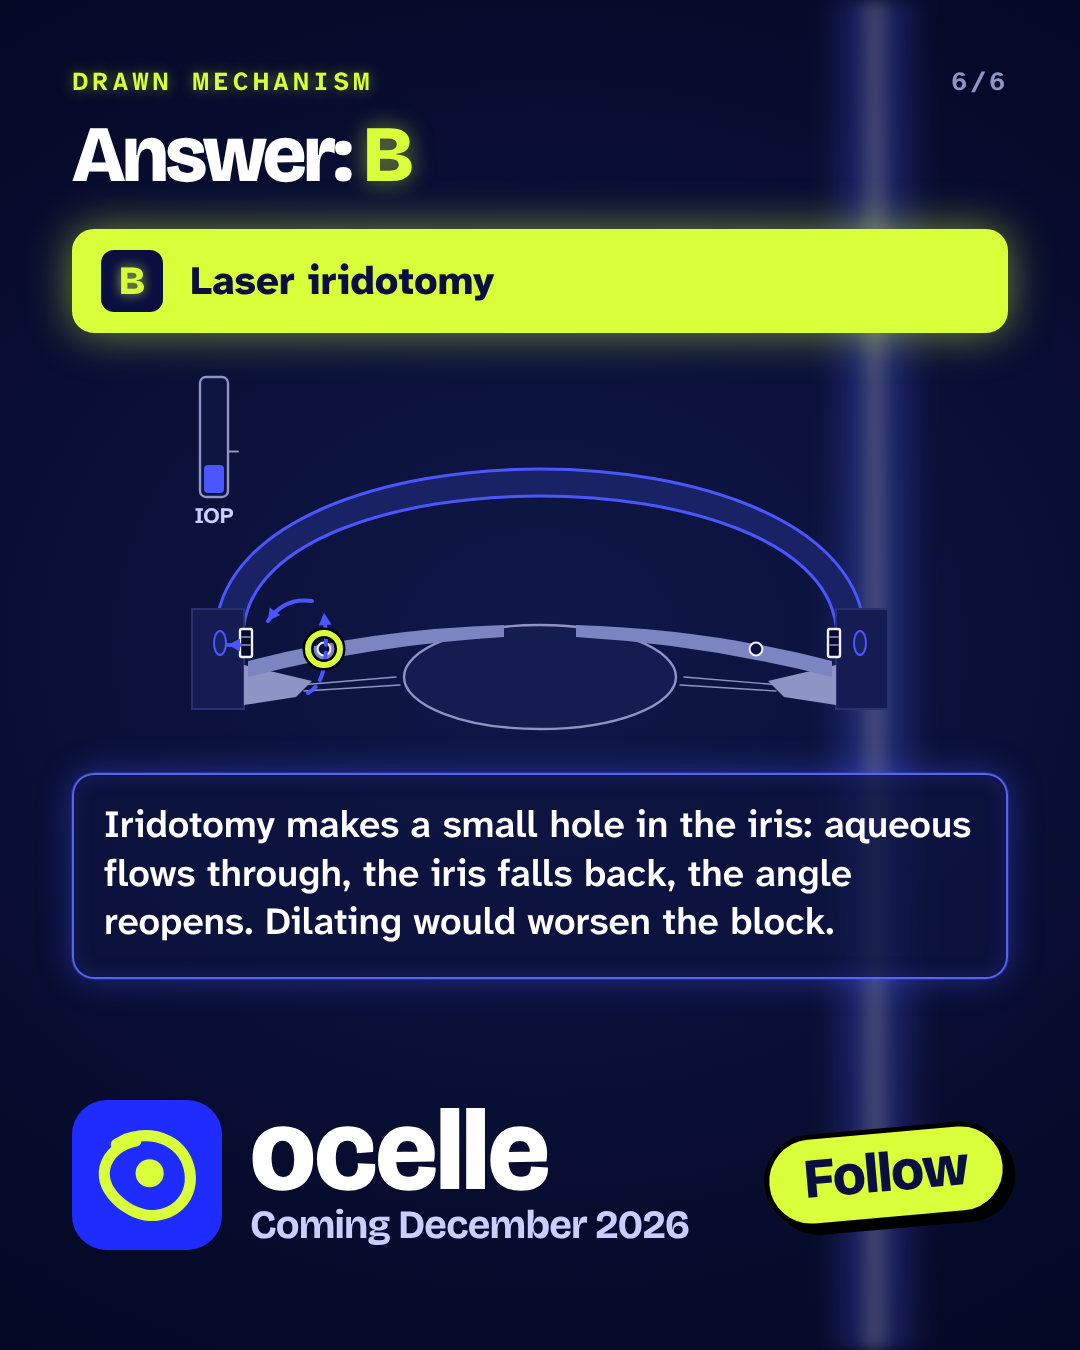 DRAWN MECHANISM
6/6
Answer: B
B Laser iridotomy
IOP
Iridotomy makes a small hole in the iris: aqueous
flows through, the iris falls back, the angle
reopens. Dilating would worsen the block.
ocelle
Coming December 2026
Follow